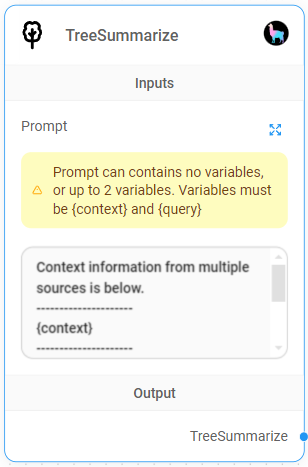 TreeSummarize
Inputs
Prompt
Prompt can contains no variables,
or up to 2 variables. Variables must
be {context} and {query}
Context information from multiple
sources is below.
---------------------
{context}
---------------------
Output
TreeSummarize